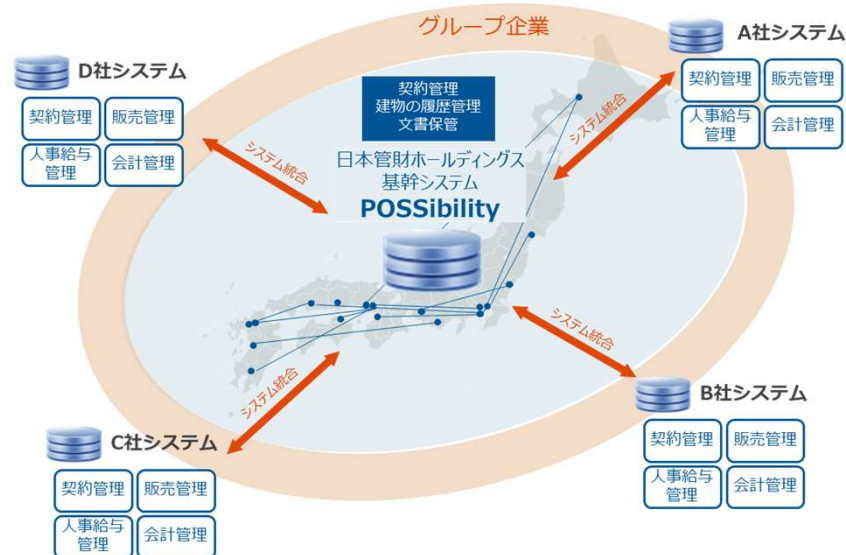 グループ企業
A社システム
契約管理
販売管理
人事給与
管理
会計管理
D社システム
契約管理
販売管理
人事給与
管理
会計管理
契約管理
建物の履歴管理
文書保管
日本管財ホールディングス
基幹システム
POSSibility
システム統合
システム統合
システム統合
システム統合
B社システム
契約管理
販売管理
人事給与
管理
会計管理
C社システム
契約管理
販売管理
人事給与
管理
会計管理